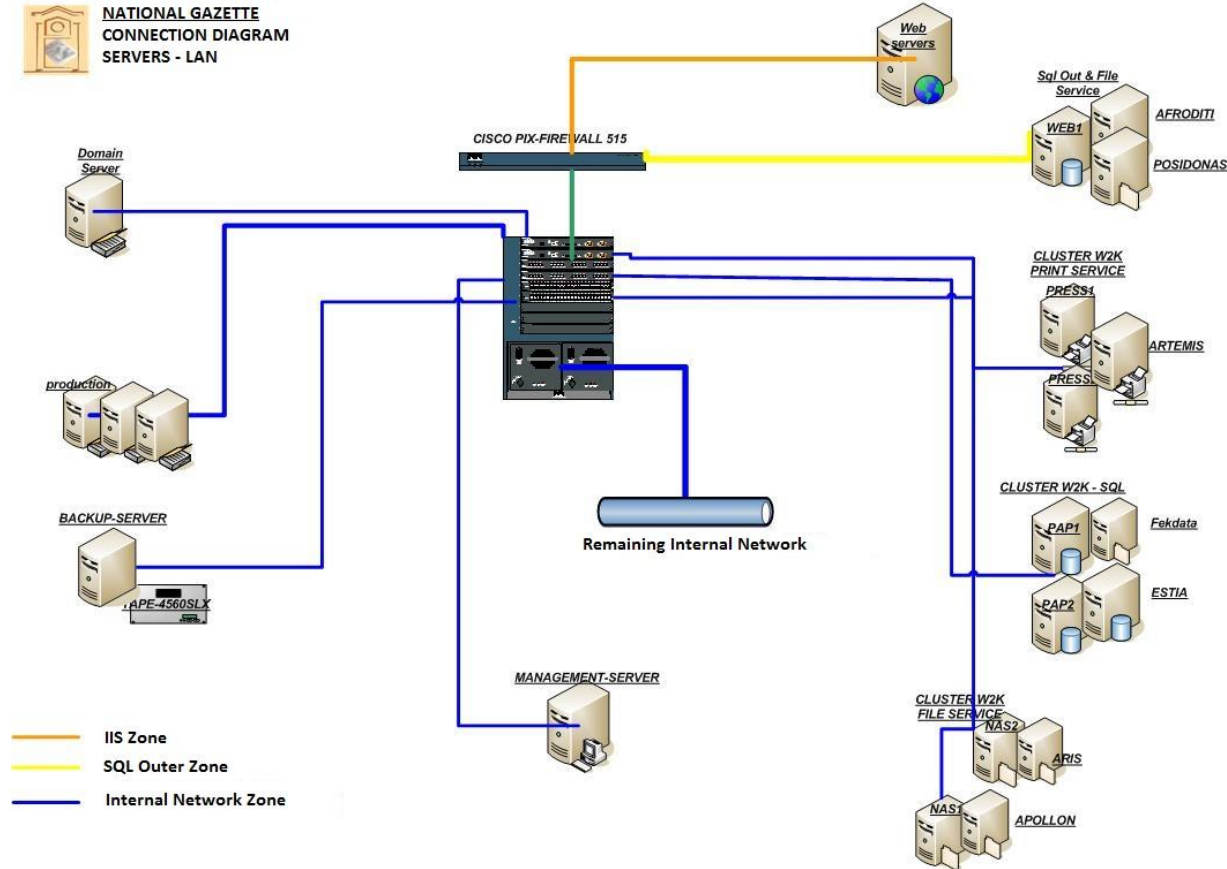 NATIONAL GAZETTE
CONNECTION DIAGRAM
SERVERS - LAN
Web
servers
Sql Out & File
Service
WEB1
AFRODITI
POSIDONAS
CISCO PIX-FIREWALL 515
Domain
Server
CLUSTER W2K
PRINT SERVICE
PRESS1
ARTEMIS
production
CLUSTER W2K - SQL
PAP1
Fekdata
PAP2
ESTIA
BACKUP-SERVER
TAPE-4560SLX
Remaining Internal Network
MANAGEMENT-SERVER
CLUSTER W2K
FILE SERVICE
NAS2
ARIS
NAS1
APOLLON
IIS Zone
SQL Outer Zone
Internal Network Zone